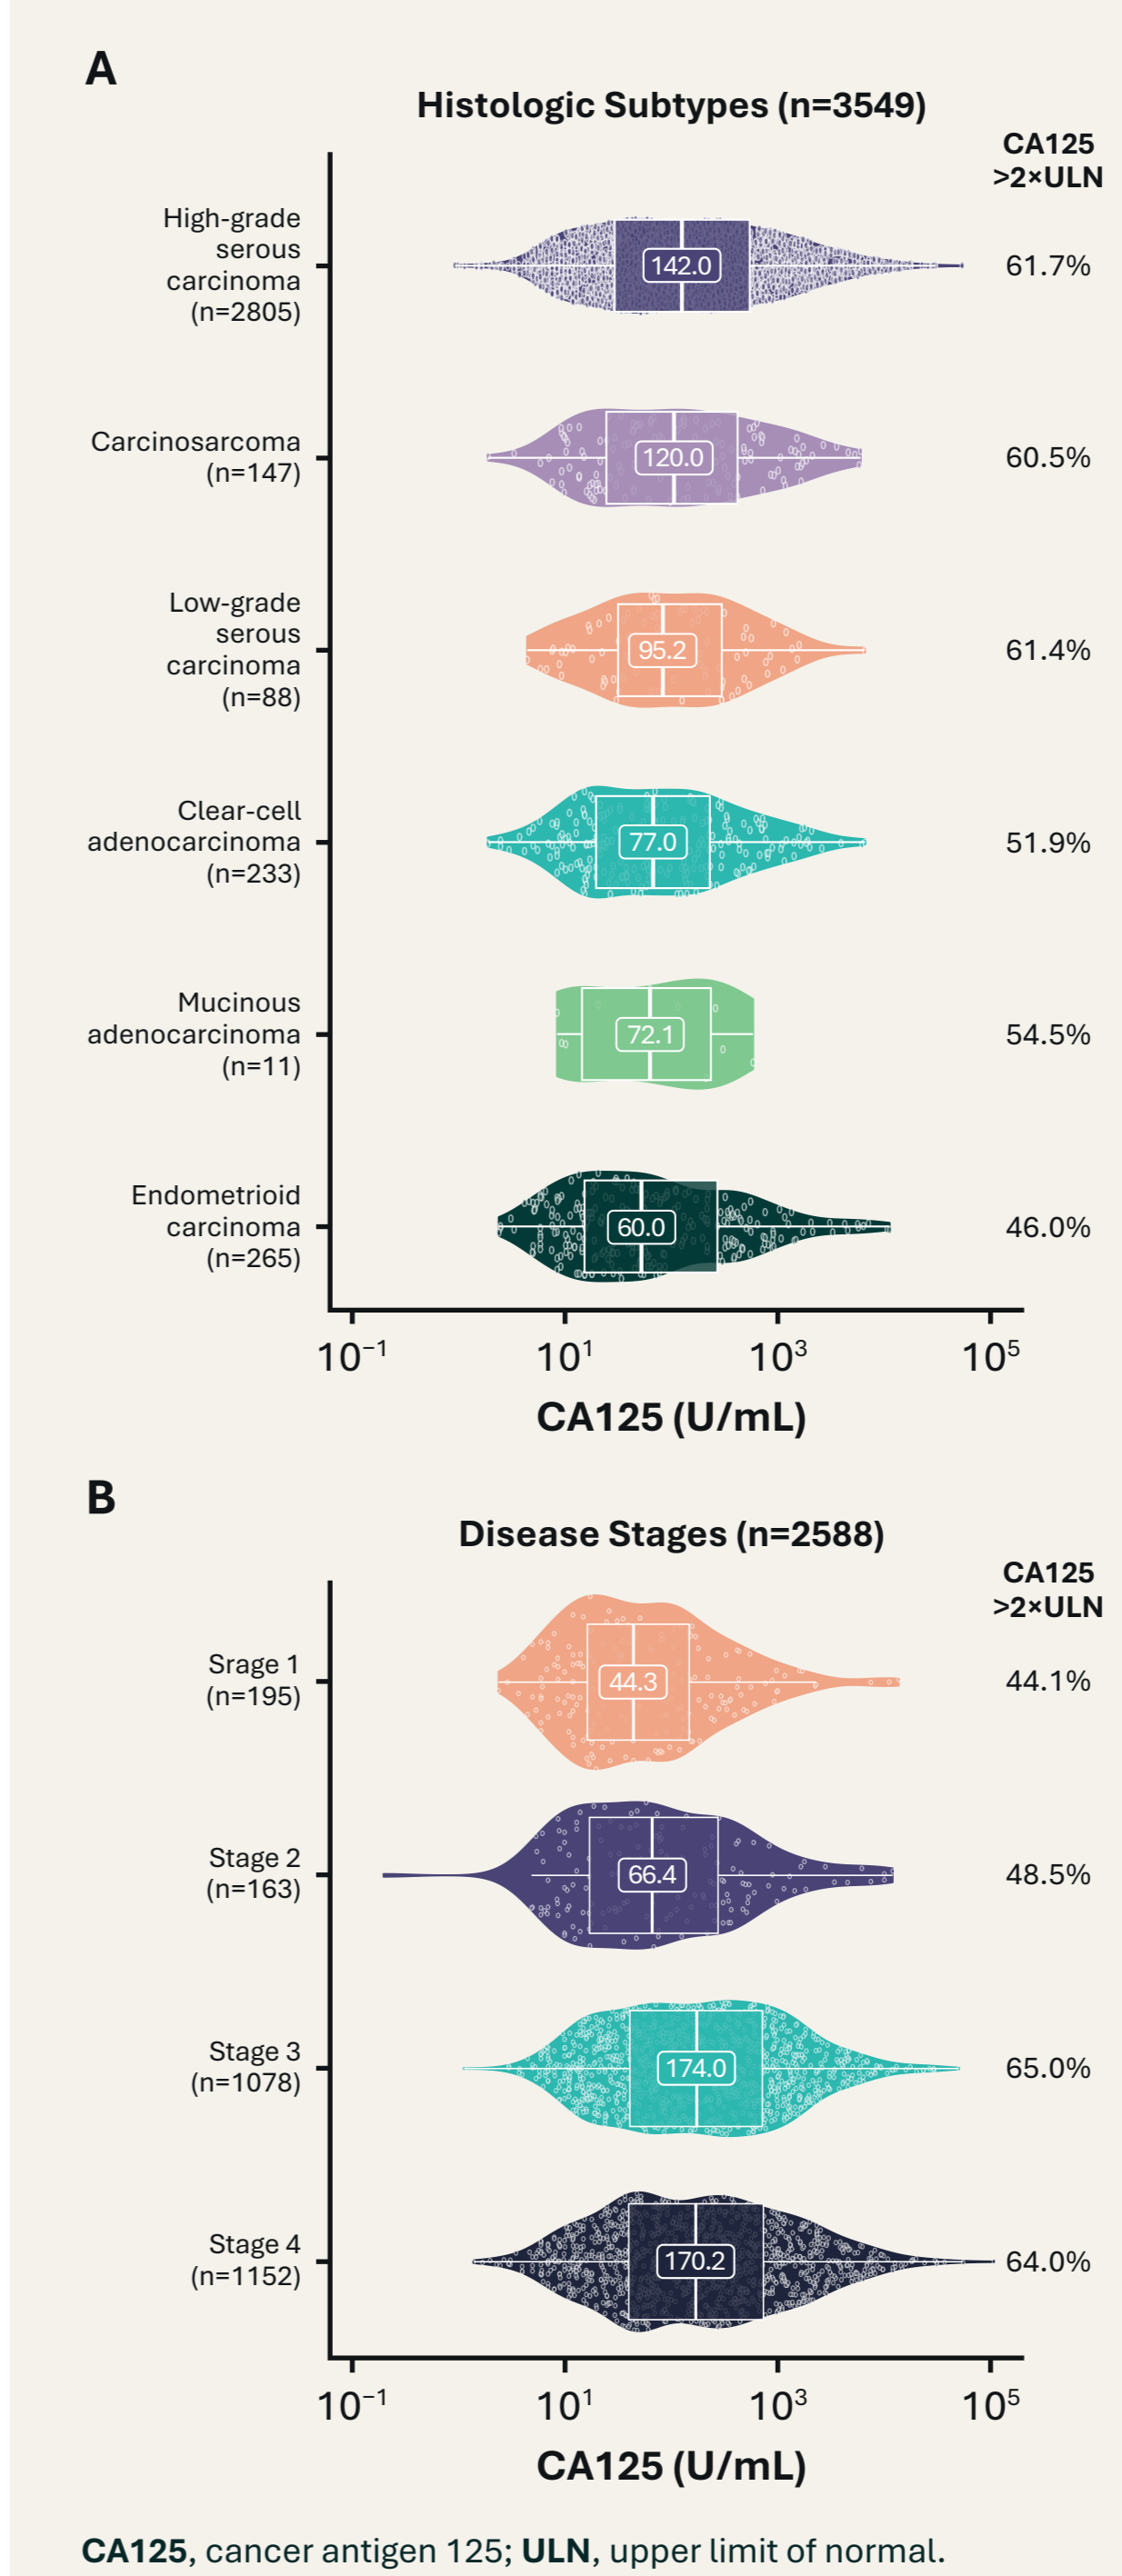 A
Histologic Subtypes (n=3549)
CA125
>2×ULN
High-grade
serous
carcinoma
(n=2805)
142.0
61.7%
Carcinosarcoma
(n=147)
120.0
60.5%
Low-grade
serous
carcinoma
(n=88)
95.2
61.4%
Clear-cell
adenocarcinoma
(n=233)
77.0
51.9%
Mucinous
adenocarcinoma
(n=11)
72.1
54.5%
Endometrioid
carcinoma
(n=265)
60.0
46.0%
10⁻¹ 10¹ 10³ 10⁵
CA125 (U/mL)
B
Disease Stages (n=2588)
CA125
>2×ULN
Srage 1
(n=195)
44.3
44.1%
Stage 2
(n=163)
66.4
48.5%
Stage 3
(n=1078)
174.0
65.0%
Stage 4
(n=1152)
170.2
64.0%
10⁻¹ 10¹ 10³ 10⁵
CA125 (U/mL)
CA125, cancer antigen 125; ULN, upper limit of normal.